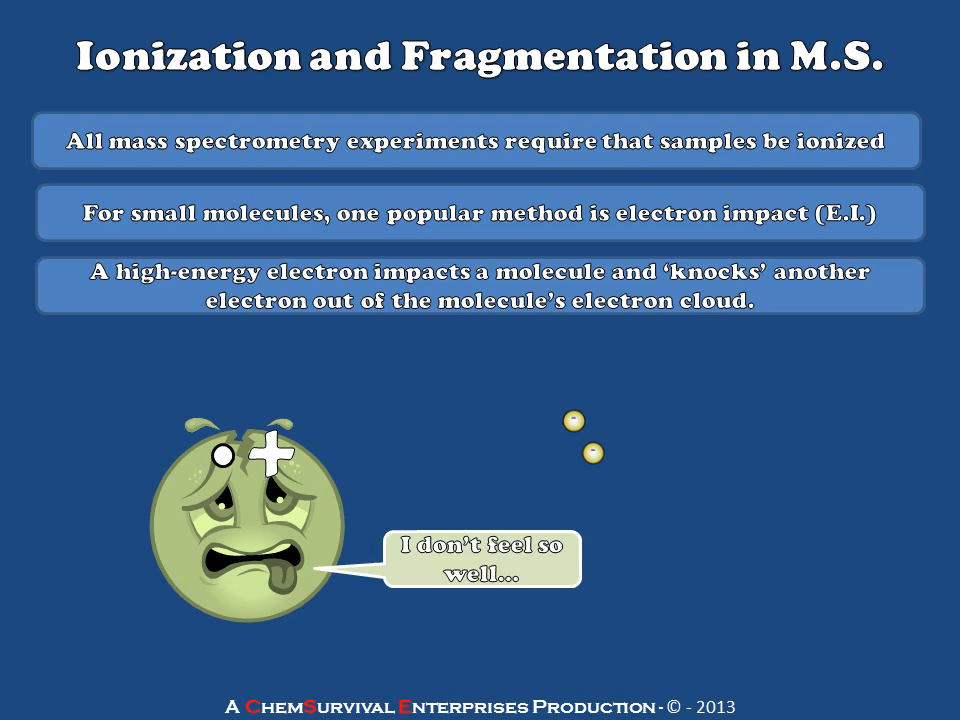 Ionization and Fragmentation in M.S.
All mass spectrometry experiments require that samples be ionized
For small molecules, one popular method is electron impact (E.I.)
A high-energy electron impacts a molecule and ‘knocks’ another
electron out of the molecule’s electron cloud.
+
-
-
I don’t feel so
well…
A ChemSurvival Enterprises Production - © - 2013